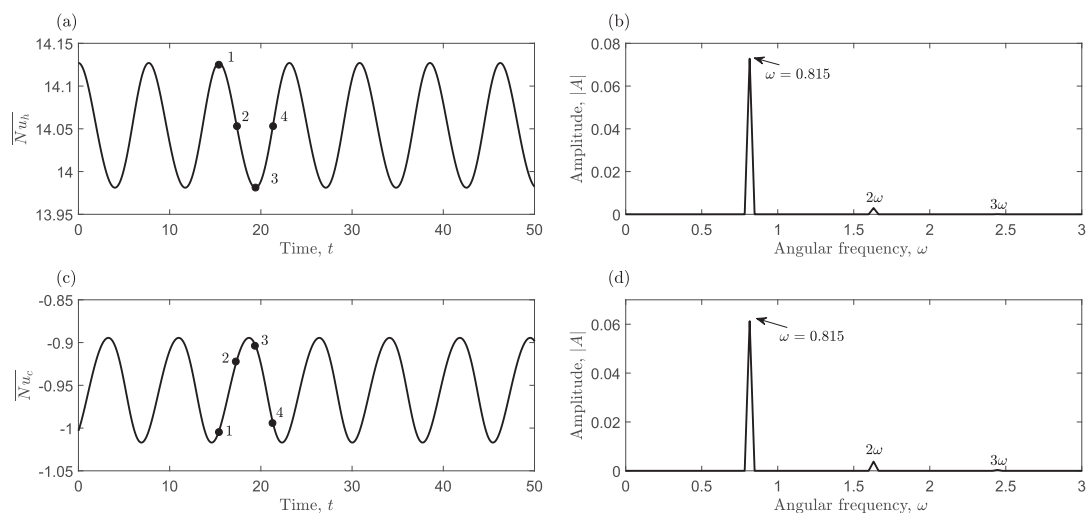 (a)
14.15
14.1
14.05
14
13.95
Nu_h
1
2
4
3
0 10 20 30 40 50
Time, t
(b)
0.08
0.06
0.04
0.02
0
Amplitude, |A|
ω = 0.815
2ω
3ω
0 0.5 1 1.5 2 2.5 3
Angular frequency, ω
(c)
-0.85
-0.9
-0.95
-1
-1.05
Nu_c
3
2
4
1
0 10 20 30 40 50
Time, t
(d)
0.06
0.04
0.02
0
Amplitude, |A|
ω = 0.815
2ω
3ω
0 0.5 1 1.5 2 2.5 3
Angular frequency, ω